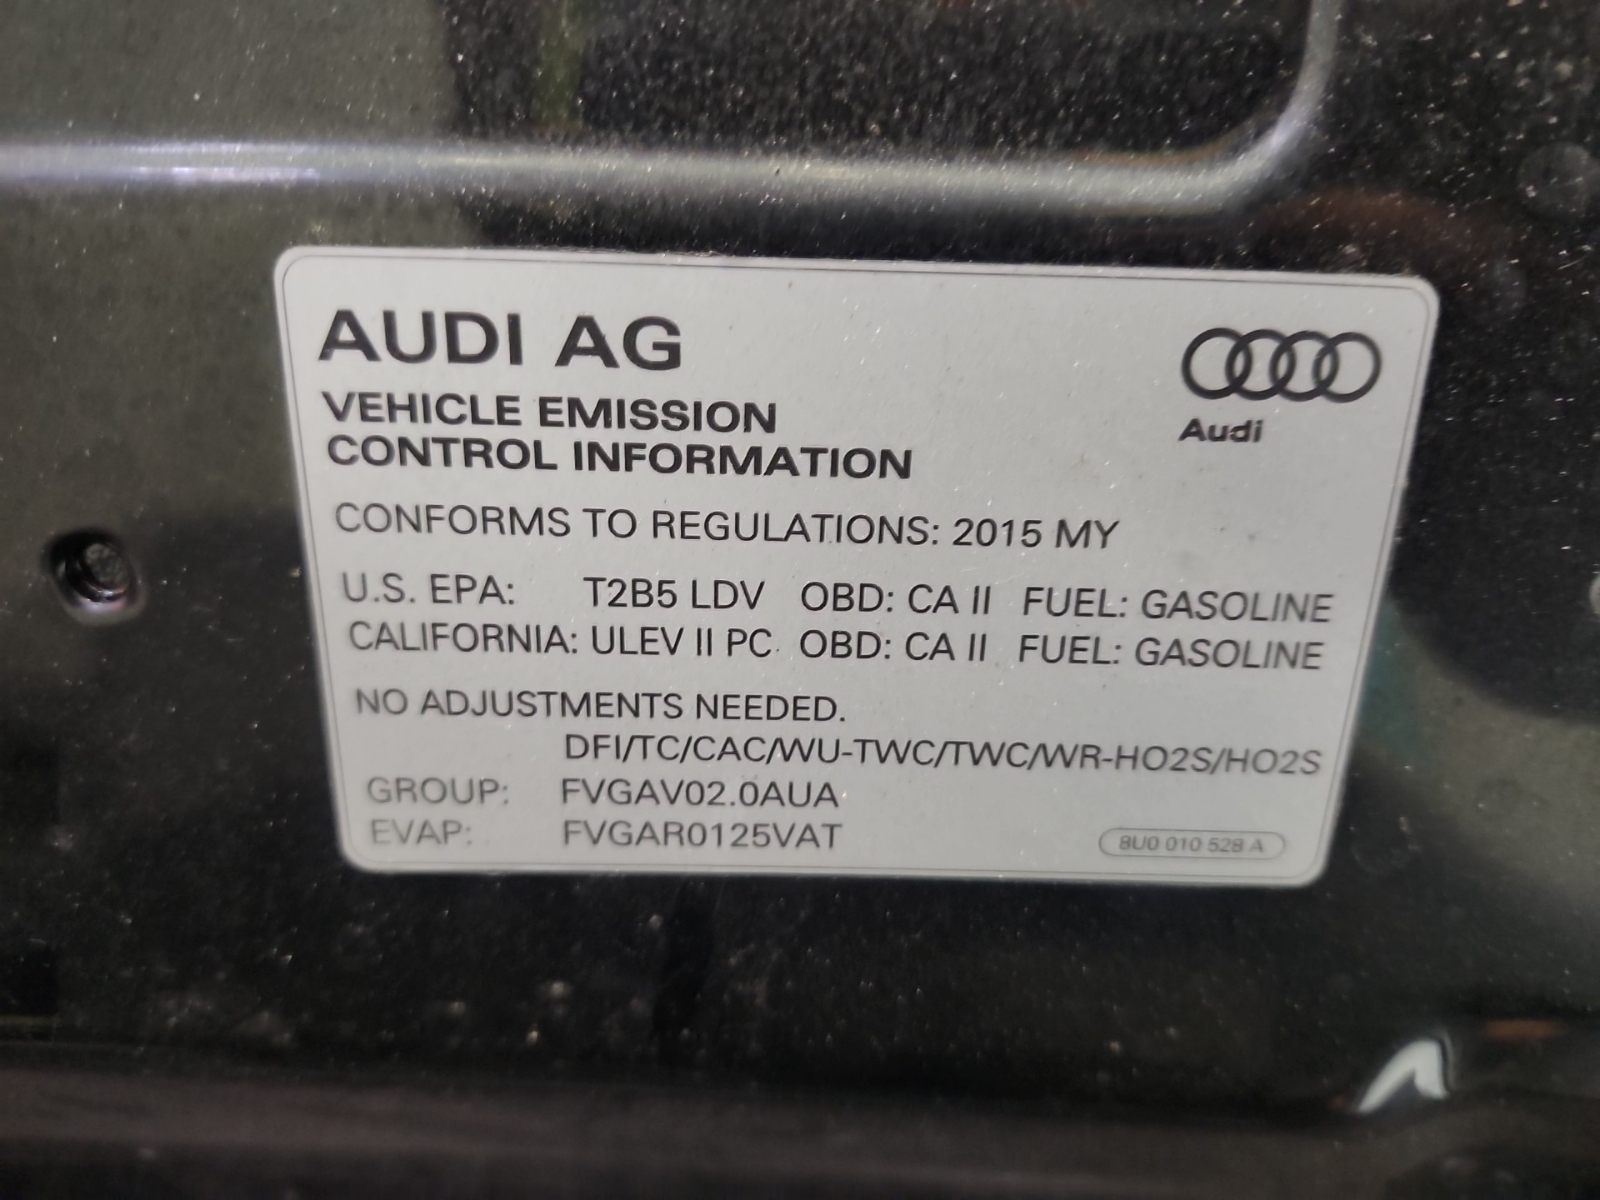 AUDI AG
Audi
VEHICLE EMISSION
CONTROL INFORMATION
CONFORMS TO REGULATIONS: 2015 MY
U.S. EPA: T2B5 LDV OBD: CA II FUEL: GASOLINE
CALIFORNIA: ULEV II PC OBD: CA II FUEL: GASOLINE
NO ADJUSTMENTS NEEDED.
DFI/TC/CAC/WU-TWC/TWC/WR-HO2S/HO2S
GROUP: FVGAV02.0AUA
EVAP: FVGAR0125VAT
8U0 010 528 A